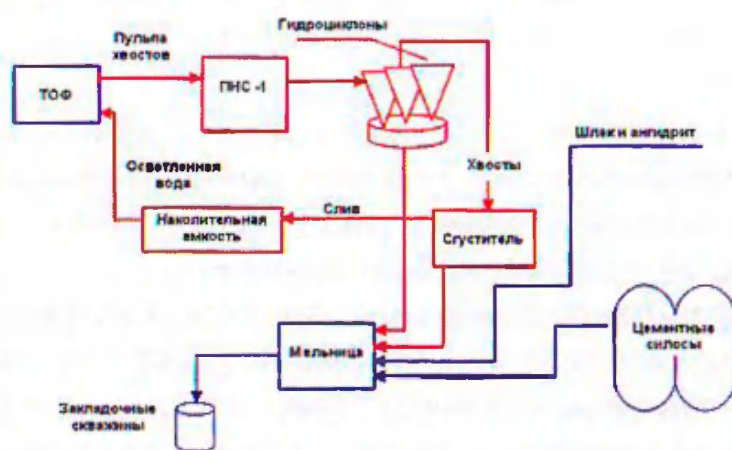 Гидроциклоны
Пульпа
хвостов
ТОФ
ПНС -1
Шлак и ангидрит
Осветленная
вода
Хвосты
Слив
Накопительная
емкость
Сгуститель
Цементные
силосы
Мельница
Закладочные
скважины